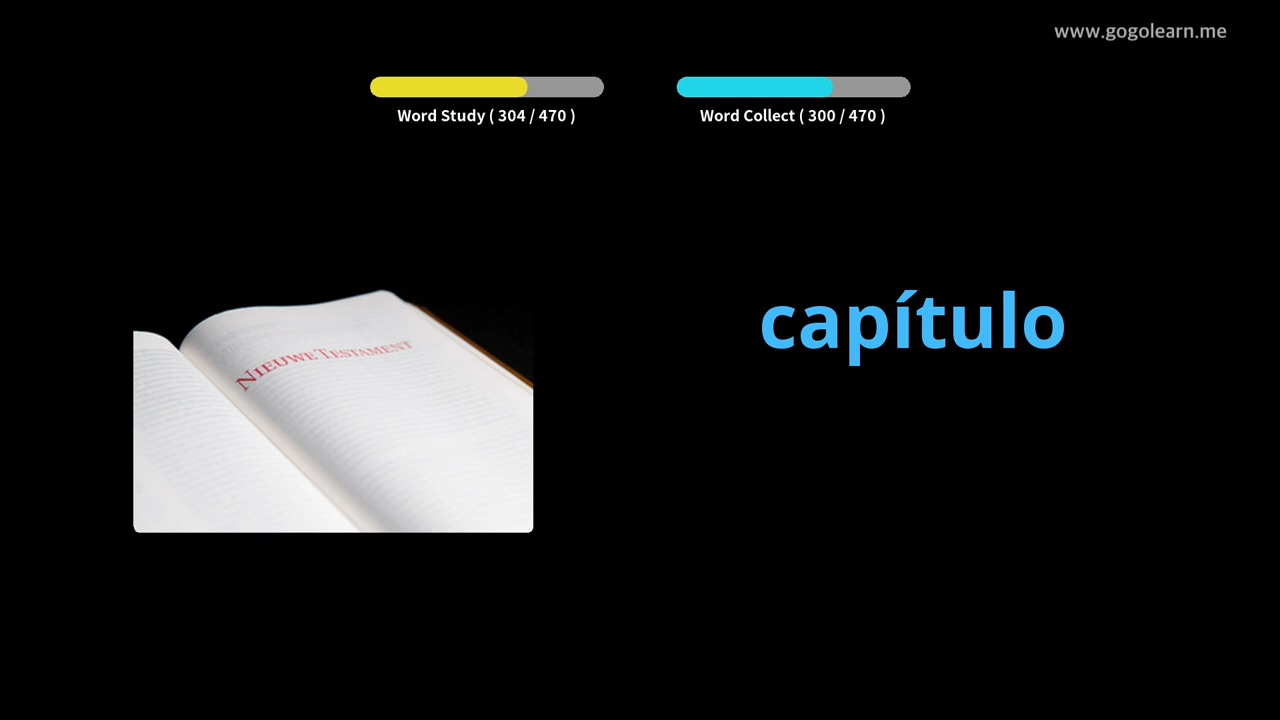 www.gogolearn.me
Word Study ( 304 / 470 )
Word Collect ( 300 / 470 )
capítulo
NIEUWE TESTAMENT